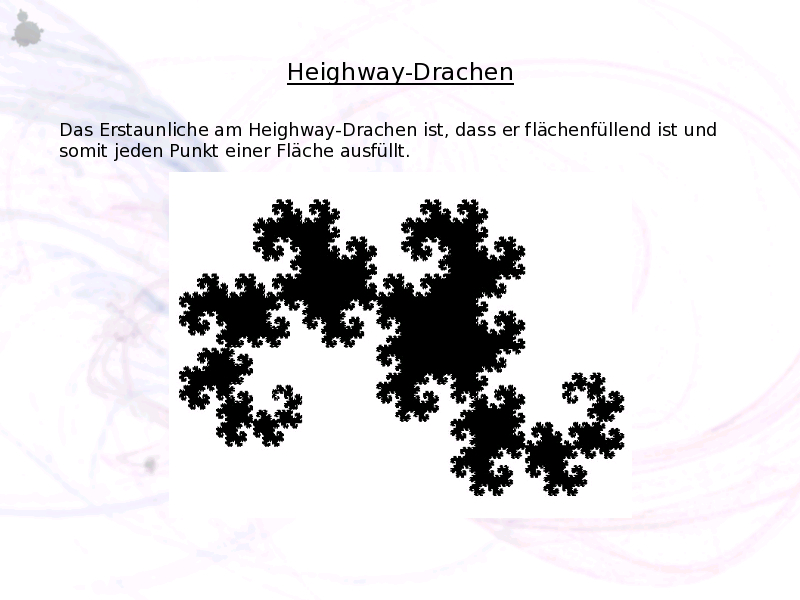 Heighway-Drachen
Das Erstaunliche am Heighway-Drachen ist, dass er flächenfüllend ist und
somit jeden Punkt einer Fläche ausfüllt.